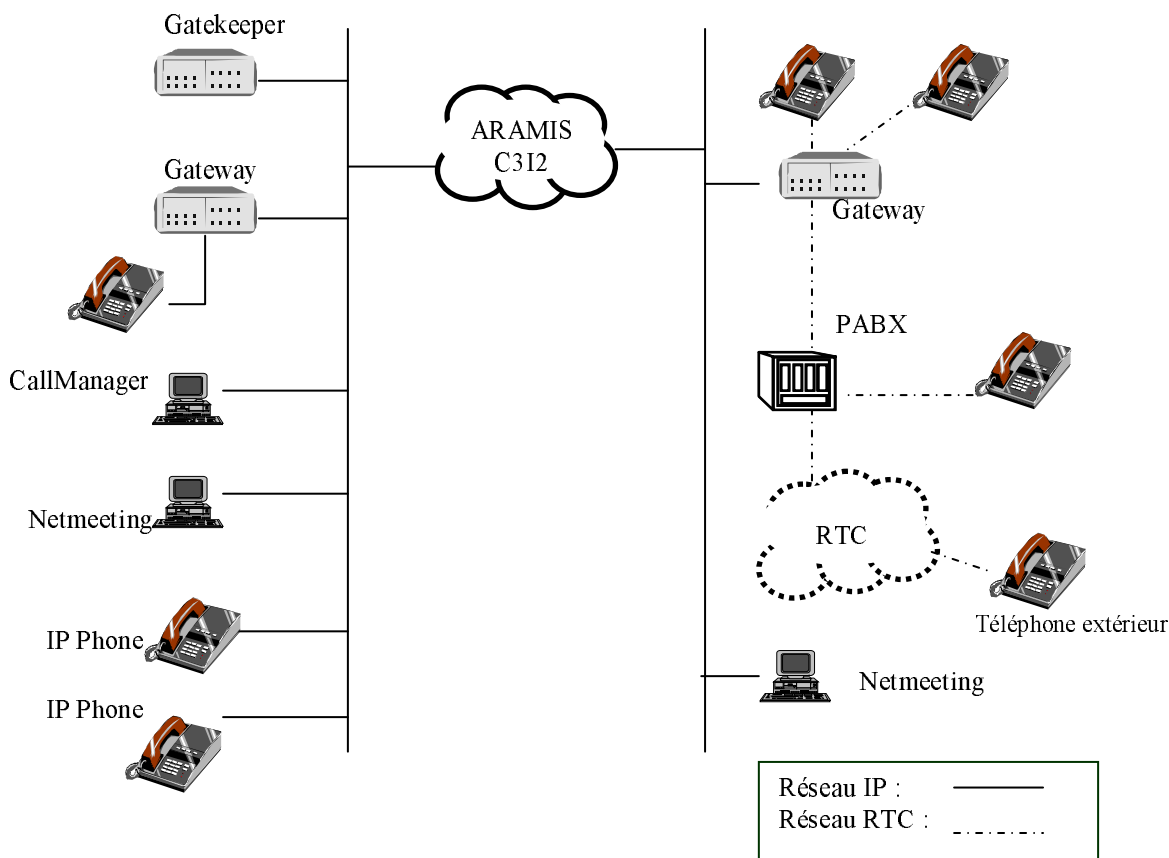 Gatekeeper
ARAMIS
C3I2
Gateway
Gateway
PABX
CallManager
Netmeeting
RTC
Téléphone extérieur
IP Phone
Netmeeting
IP Phone
Réseau IP :
Réseau RTC :